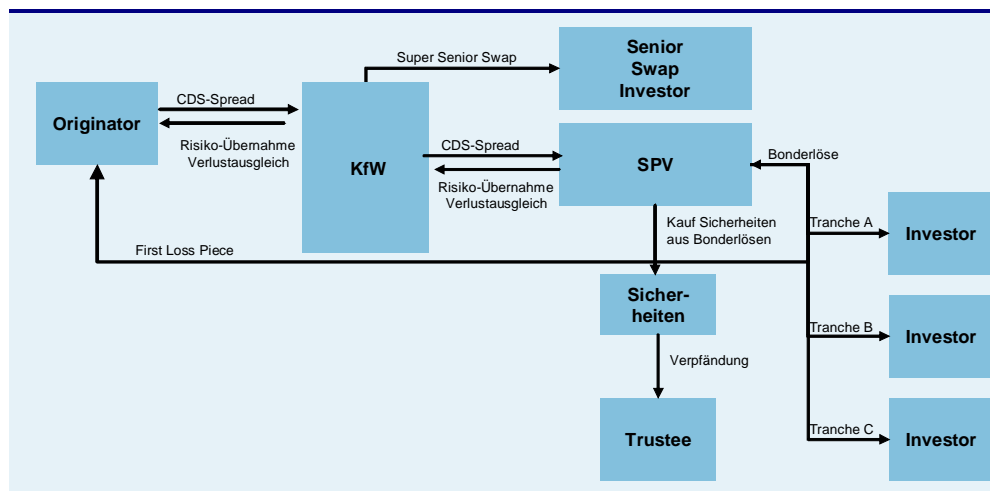 Super Senior Swap
Senior
Swap
Investor
CDS-Spread
Originator
Risiko-Übernahme
Verlustausgleich
KfW
CDS-Spread
Risiko-Übernahme
Verlustausgleich
SPV
Bonderlöse
Kauf Sicherheiten
aus Bonderlösen
Tranche A
Investor
First Loss Piece
Sicher-
heiten
Tranche B
Investor
Verpfändung
Trustee
Tranche C
Investor